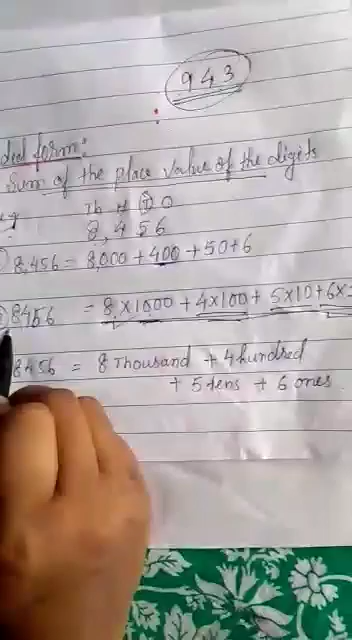 943
ded form:
Sum of the place value of the digits
eg Th H T O
8,456
8,456 = 8,000 + 400 + 50 + 6
8456 = 8×1000 + 4×100 + 5×10 + 6×
8456 = 8 Thousand + 4 hundred
+ 5 tens + 6 ones